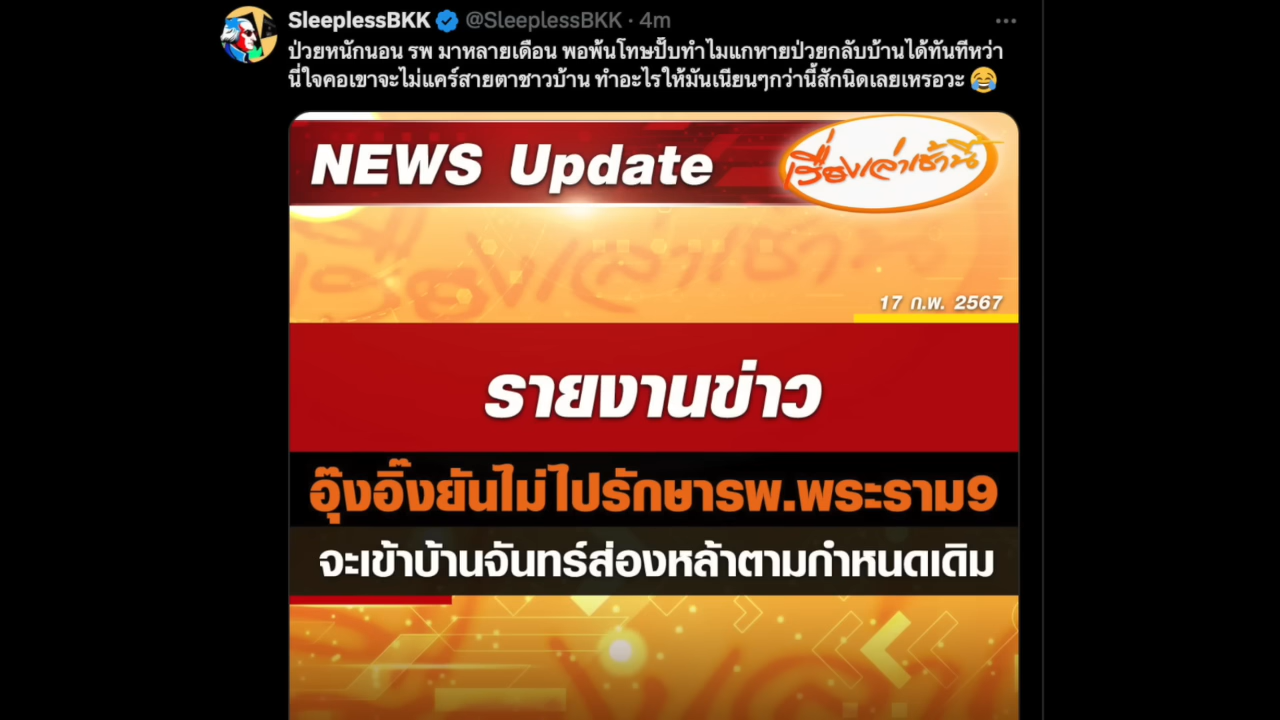 SleeplessBKK @SleeplessBKK · 4m
ป่วยหนักนอน รพ มาหลายเดือน พอพ้นโทษปั๊บทำไมแกหายป่วยกลับบ้านได้ทันทีหว่า
นี่ใจคอเขาจะไม่แคร์สายตาชาวบ้าน ทำอะไรให้มันเนียนๆกว่านี้สักนิดเลยเหรอวะ 😂
NEWS Update
เรื่องเล่าเช้านี้
17 ก.พ. 2567
รายงานข่าว
อุ๊งอิ๊งยันไม่ไปรักษารพ.พระราม9
จะเข้าบ้านจันทร์ส่องหล้าตามกำหนดเดิม